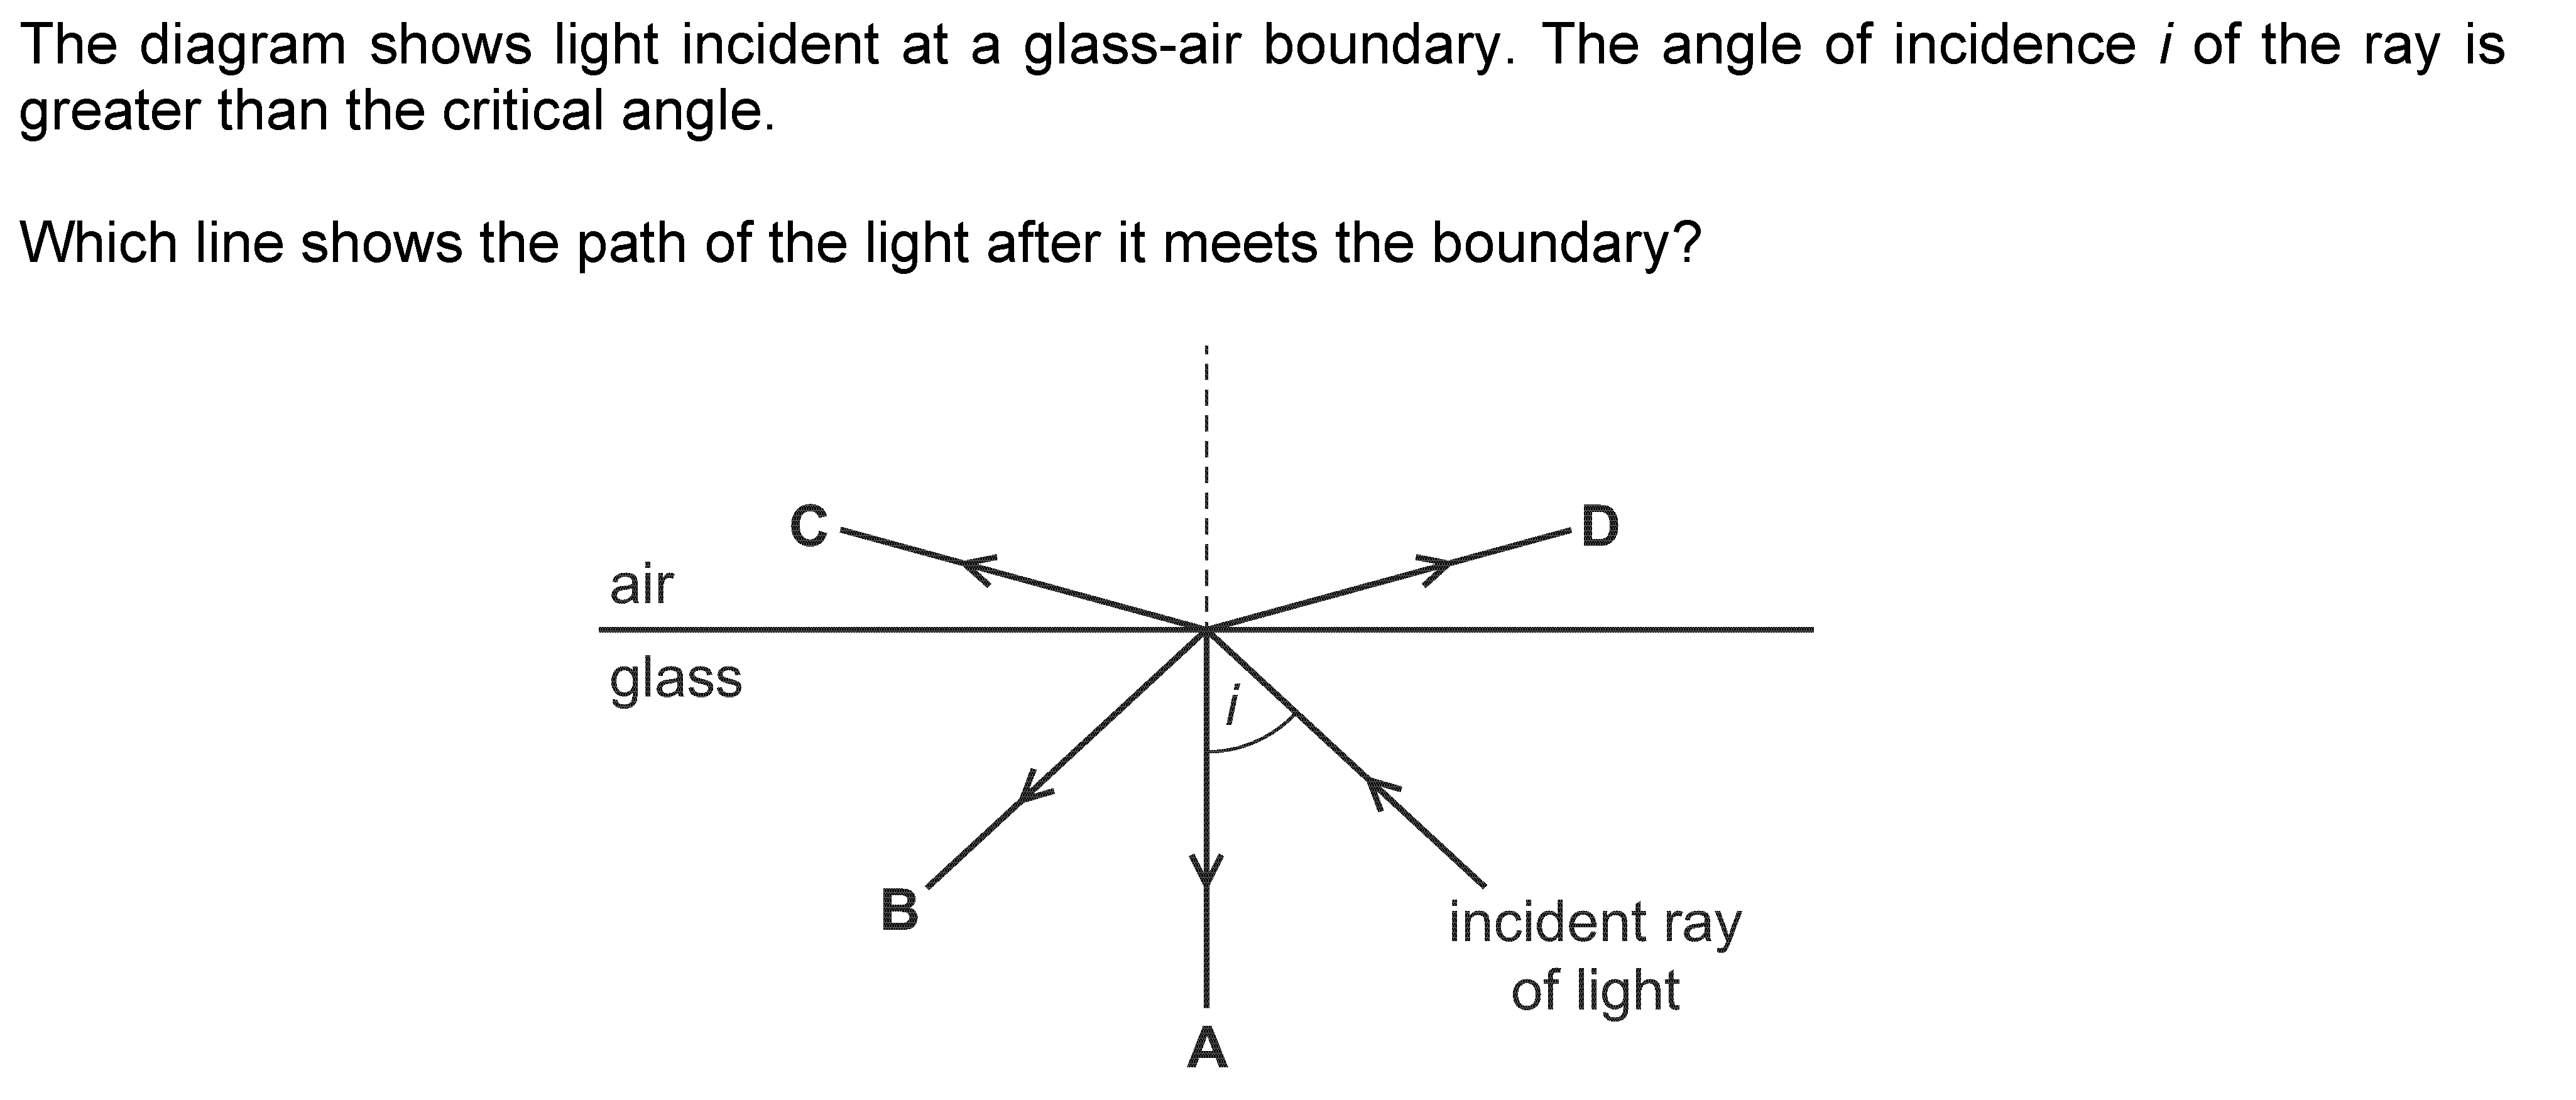 The diagram shows light incident at a glass-air boundary. The angle of incidence i of the ray is
greater than the critical angle.
Which line shows the path of the light after it meets the boundary?
C
D
air
glass
i
B
incident ray
of light
A